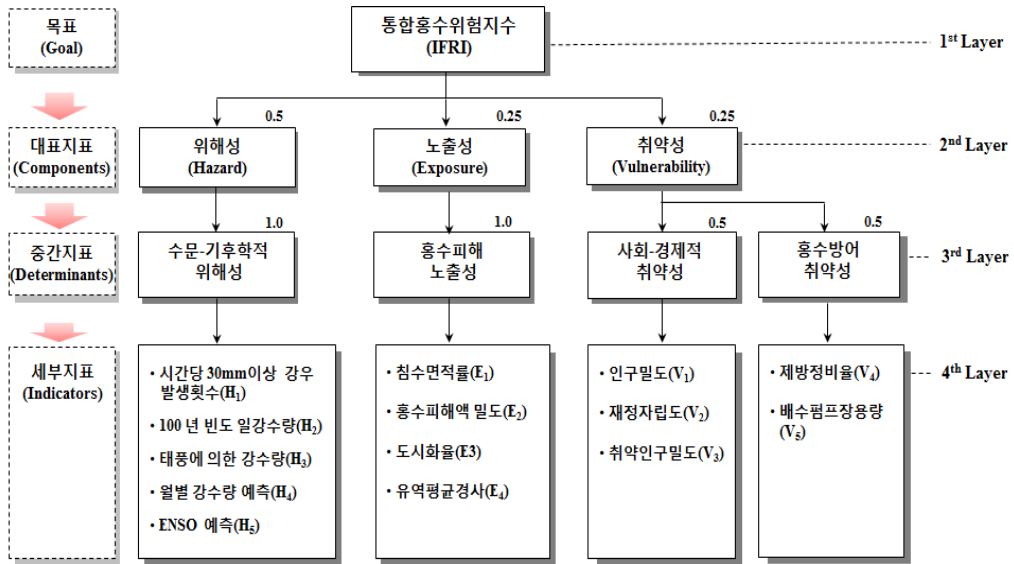 목표
(Goal)
통합홍수위험지수
(IFRI)
1st Layer
0.5
0.25
0.25
대표지표
(Components)
위해성
(Hazard)
노출성
(Exposure)
취약성
(Vulnerability)
2nd Layer
1.0
1.0
0.5
0.5
중간지표
(Determinants)
수문-기후학적
위해성
홍수피해
노출성
사회-경제적
취약성
홍수방어
취약성
3rd Layer
세부지표
(Indicators)
• 시간당 30mm이상 강우
발생횟수(H1)
• 100년 빈도 일강수량(H2)
• 태풍에 의한 강수량(H3)
• 월별 강수량 예측(H4)
• ENSO 예측(H5)
• 침수면적률(E1)
• 홍수피해액 밀도(E2)
• 도시화율(E3)
• 유역평균경사(E4)
• 인구밀도(V1)
• 재정자립도(V2)
• 취약인구밀도(V3)
• 제방정비율(V4)
• 배수펌프장용량
(V5)
4th Layer